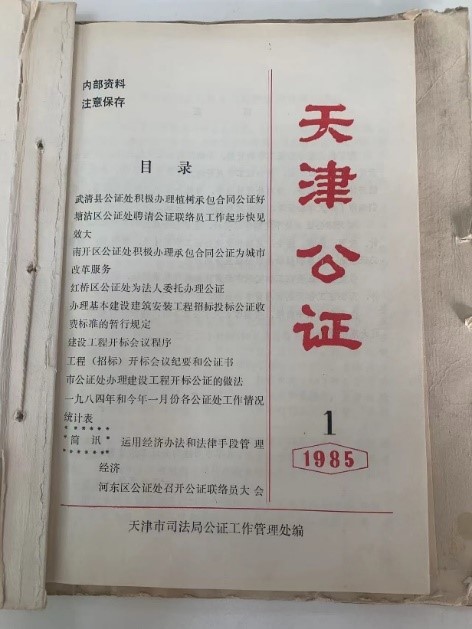 内部资料
注意保存
天津公证
1
1985
目录
武清县公证处积极办理植树承包合同公证好
塘沽区公证处聘请公证联络员工作起步快见
效大
南开区公证处积极办理承包合同公证为城市
改革服务
红桥区公证处为法人委托办理公证
办理基本建设建筑安装工程招标投标公证收
费标准的暂行规定
建设工程开标会议程序
工程（招标）开标会议纪要和公证书
市公证处办理建设工程开标公证的做法
一九八四年和今年一月份各公证处工作情况
统计表
简讯 运用经济办法和法律手段管理
经济
河东区公证处召开公证联络员大会
天津市司法局公证工作管理处编